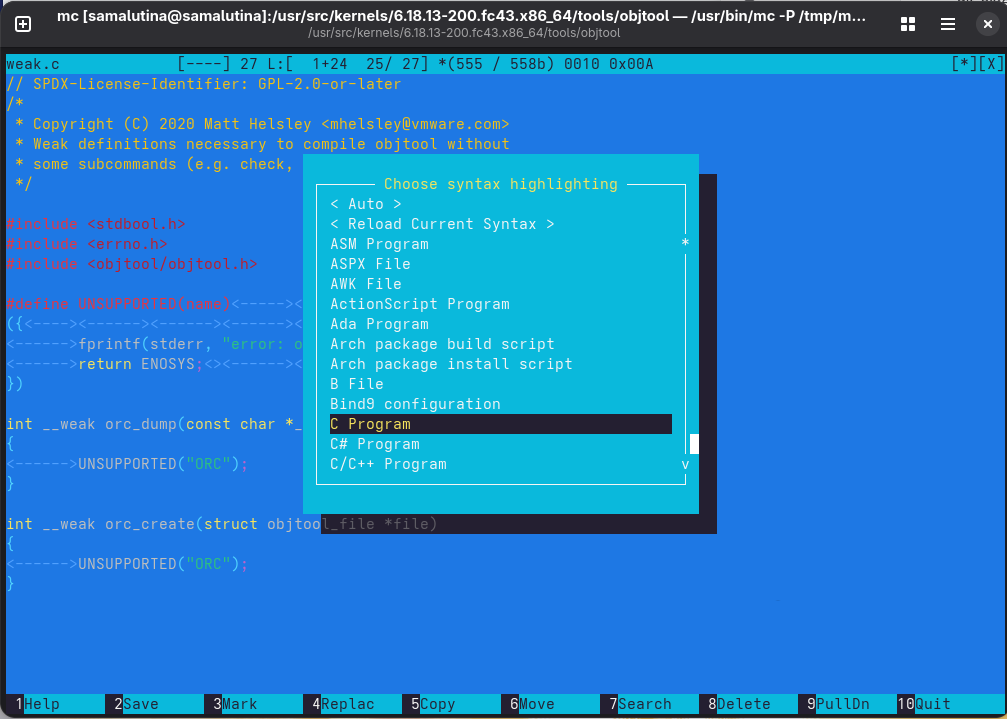 mc [samalutina@samalutina]:/usr/src/kernels/6.18.13-200.fc43.x86_64/tools/objtool — /usr/bin/mc -P /tmp/m…
/usr/src/kernels/6.18.13-200.fc43.x86_64/tools/objtool
weak.c [----] 27 L:[ 1+24 25/ 27] *(555 / 558b) 0010 0x00A [*][X]
// SPDX-License-Identifier: GPL-2.0-or-later
/*
* Copyright (C) 2020 Matt Helsley <mhelsley@vmware.com>
* Weak definitions necessary to compile objtool without
* some subcommands (e.g. check,
*/
#include <stdbool.h>
#include <errno.h>
#include <objtool/objtool.h>
#define UNSUPPORTED(name)<-----><
({<----><------><------><------><
<------>fprintf(stderr, "error: o
<------>return ENOSYS;<><------><
})
int __weak orc_dump(const char *_
{
<------>UNSUPPORTED("ORC");
}
int __weak orc_create(struct objtool_file *file)
{
<------>UNSUPPORTED("ORC");
}
Choose syntax highlighting
< Auto >
< Reload Current Syntax >
ASM Program *
ASPX File
AWK File
ActionScript Program
Ada Program
Arch package build script
Arch package install script
B File
Bind9 configuration
C Program
C# Program
C/C++ Program v
1Help 2Save 3Mark 4Replac 5Copy 6Move 7Search 8Delete 9PullDn 10Quit